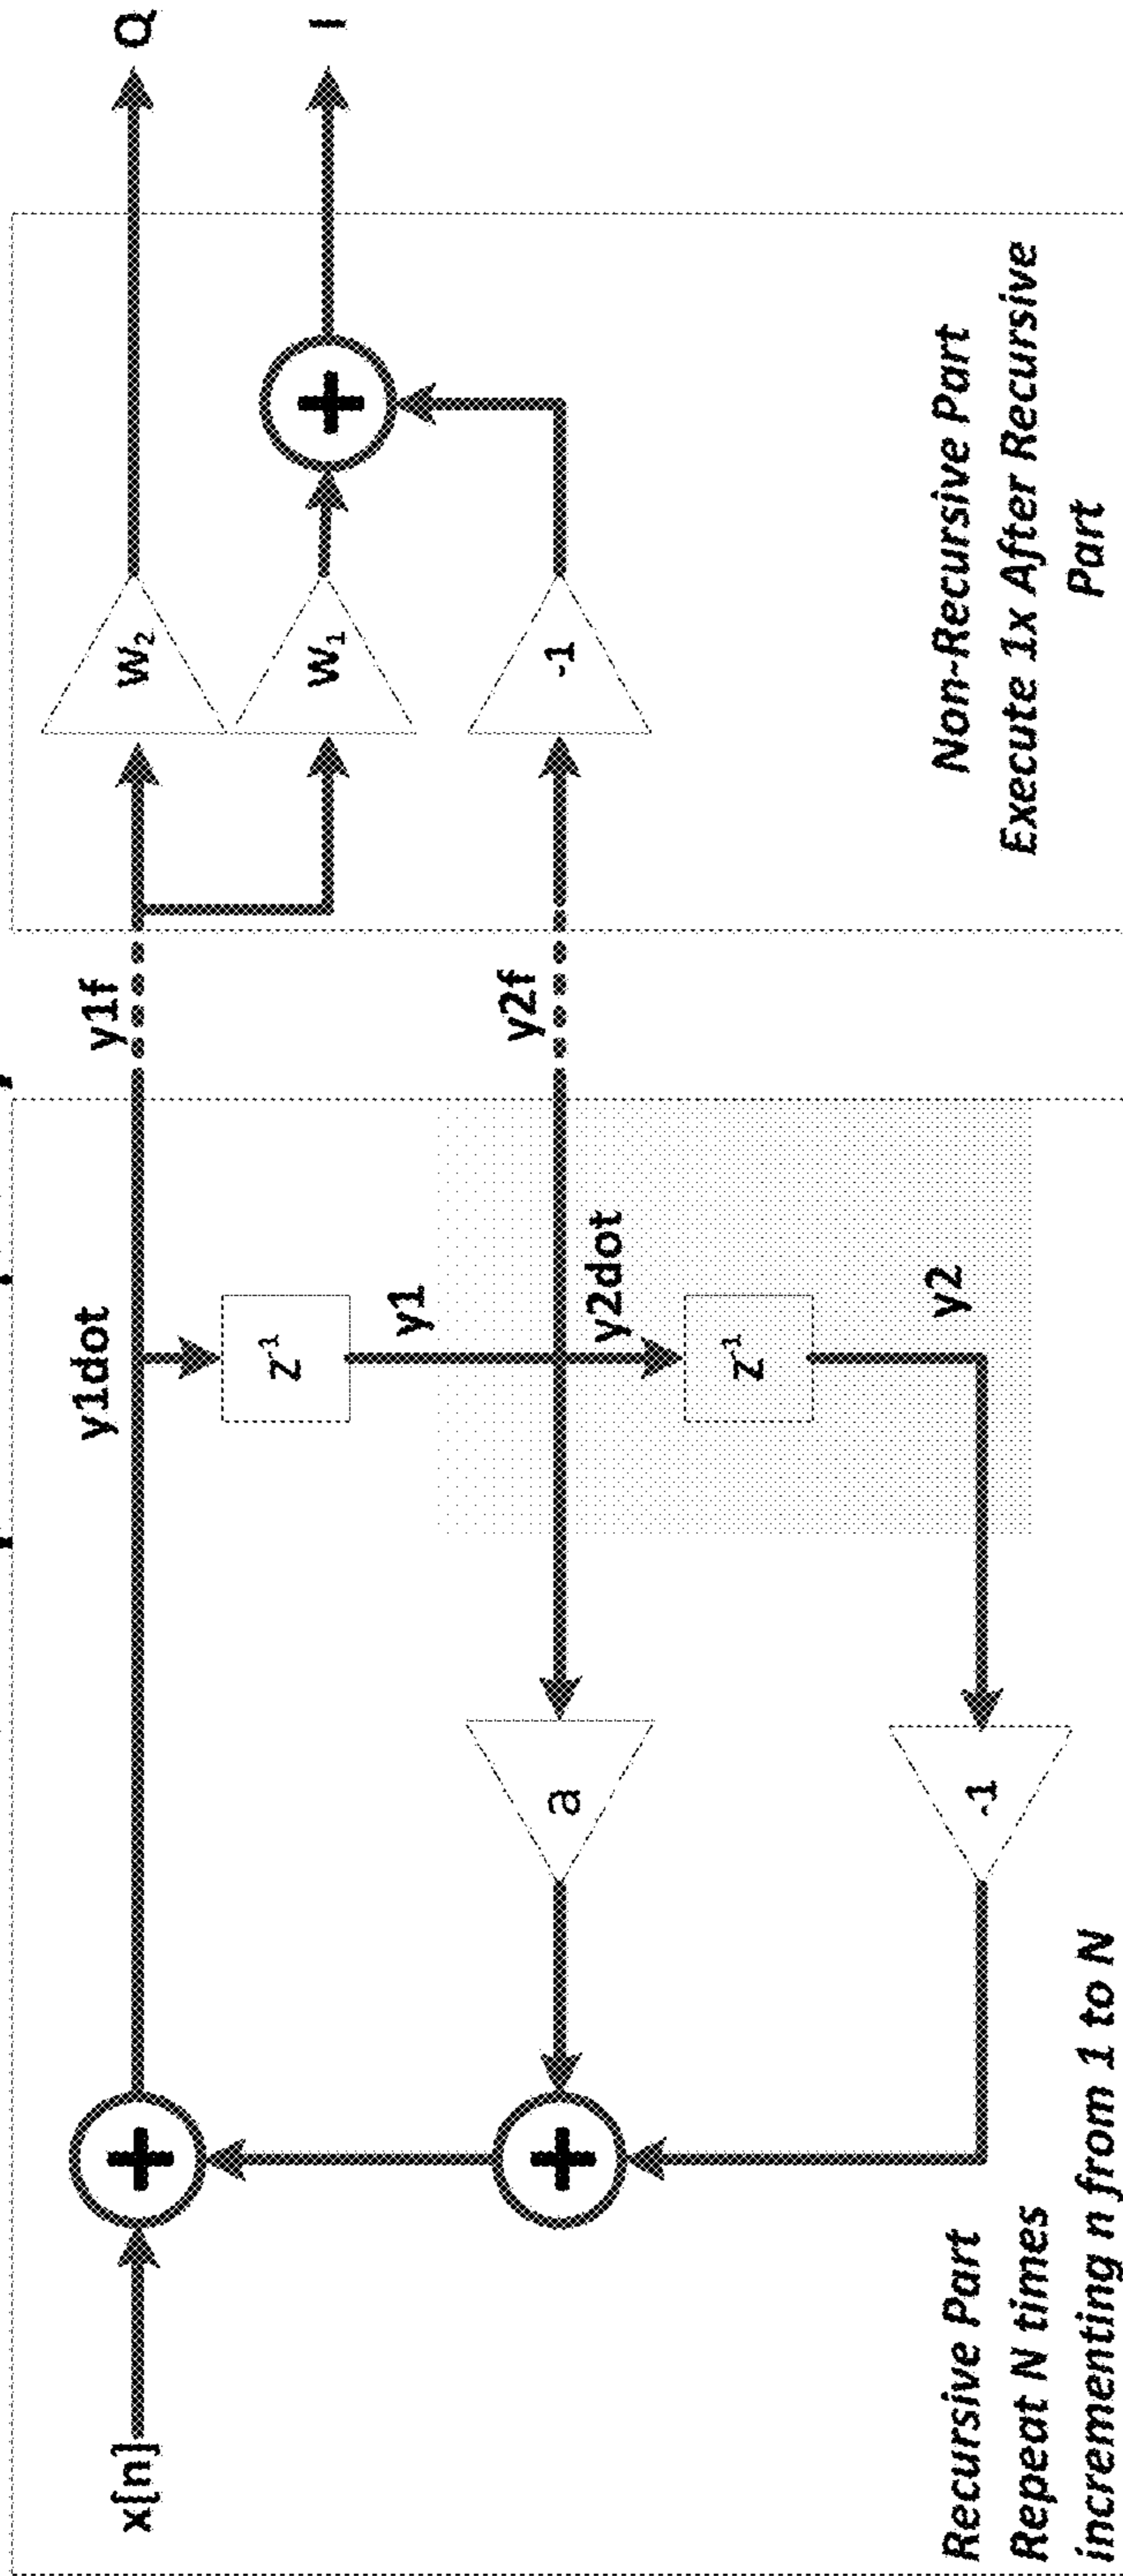 x[n]
y1dot
y1f
Q
W₂
I
W₁
+
+
+
z⁻¹
y1
y2f
y2dot
a
-1
z⁻¹
y2
-1
Recursive Part
Repeat N times
incrementing n from 1 to N
Non-Recursive Part
Execute 1x After Recursive
Part